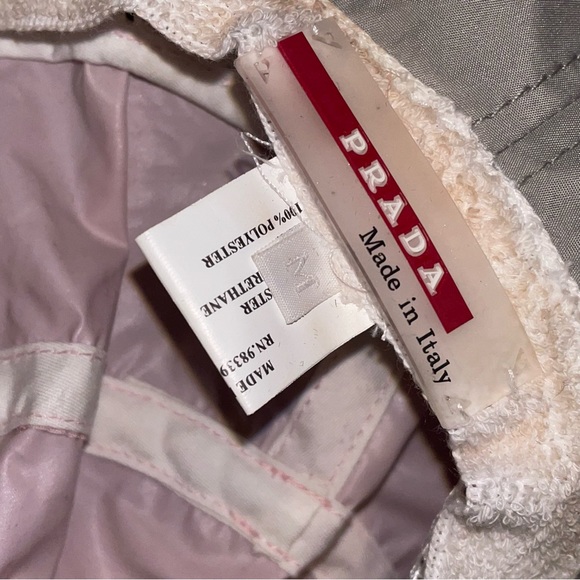 PRADA
Made in Italy
M
100% POLYESTER
STER
RETHANE
RN.98339
MADE